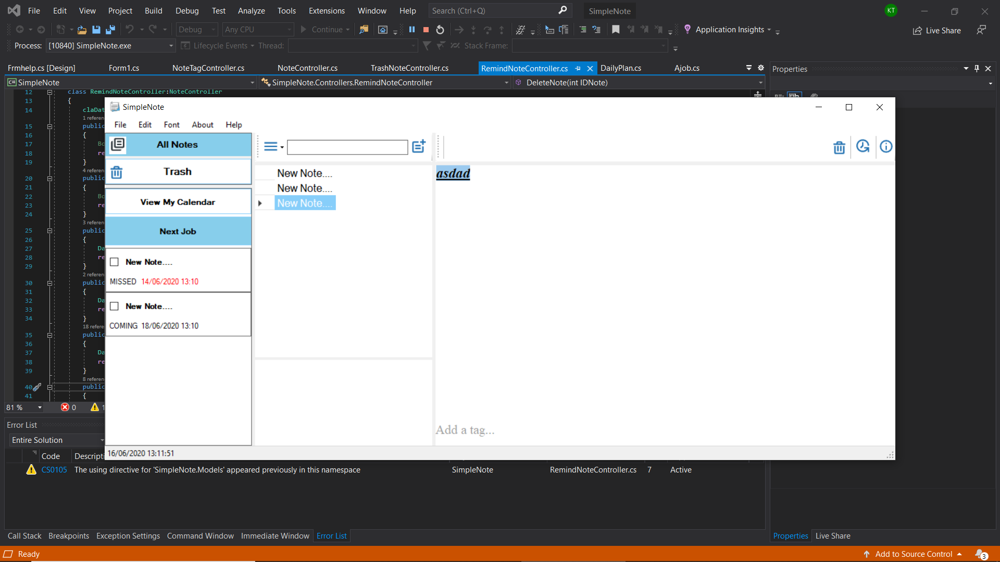 File Edit View Project Build Debug Test Analyze Tools Extensions Window Help Search (Ctrl+Q) SimpleNote KT
Debug Any CPU Continue Application Insights Live Share
Process: [10840] SimpleNote.exe Lifecycle Events Thread: Stack Frame:
Frmhelp.cs [Design] Form1.cs NoteTagController.cs NoteController.cs TrashNoteController.cs RemindNoteController.cs DailyPlan.cs Ajob.cs Properties
C# SimpleNote SimpleNote.Controllers.RemindNoteController DeleteNote(int IDNote)
12 class RemindNoteController:NoteController
13 {
14 claDat
1 referen
15 public
16 {
17 Bo
18 re
19 }
4 referen
20 public
21 {
22 Bo
23 re
24 }
3 referen
25 public
26 {
27 Da
28 re
29 }
2 referen
30 public
31 {
32 Da
33 re
34 }
18 refere
35 public
36 {
37 Da
38 re
39 }
8 referen
40 public
41 {
81 % 0 1
SimpleNote
File Edit Font About Help
All Notes
Trash
View My Calendar
Next Job
New Note....
MISSED 14/06/2020 13:10
New Note....
COMING 18/06/2020 13:10
New Note....
New Note....
New Note....
asdad
Add a tag...
16/06/2020 13:11:51
Error List
Entire Solution
Code Descripti
CS0105 The using directive for 'SimpleNote.Models' appeared previously in this namespace SimpleNote RemindNoteController.cs 7 Active
Call Stack Breakpoints Exception Settings Command Window Immediate Window Error List Properties Live Share
Ready Add to Source Control 3